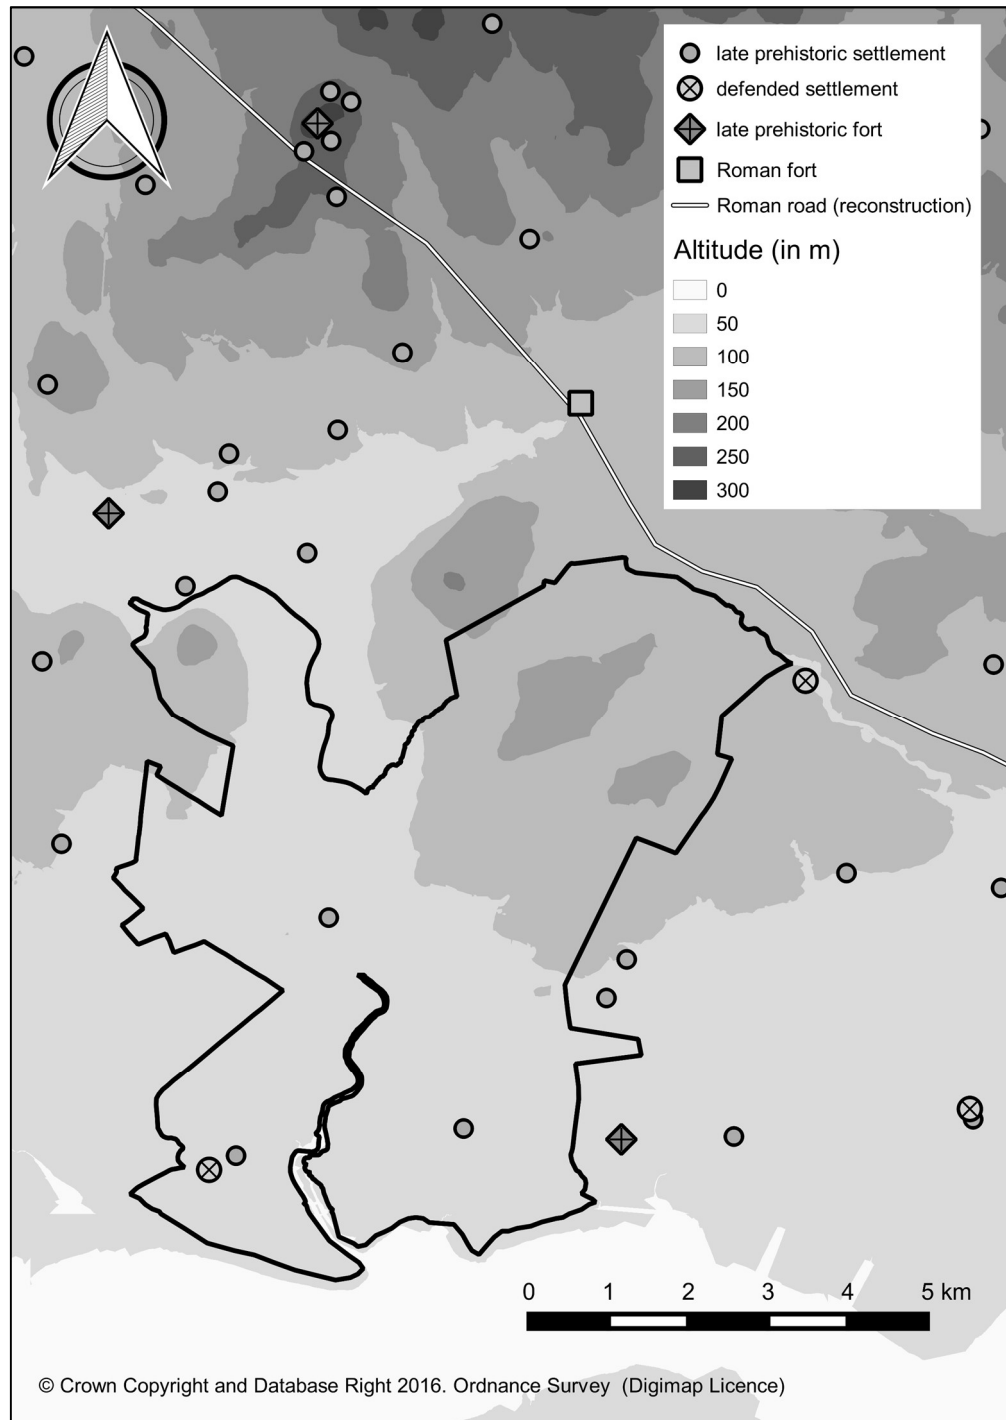 late prehistoric settlement
defended settlement
late prehistoric fort
Roman fort
Roman road (reconstruction)
Altitude (in m)
0
50
100
150
200
250
300
0 1 2 3 4 5 km
© Crown Copyright and Database Right 2016. Ordnance Survey (Digimap Licence)